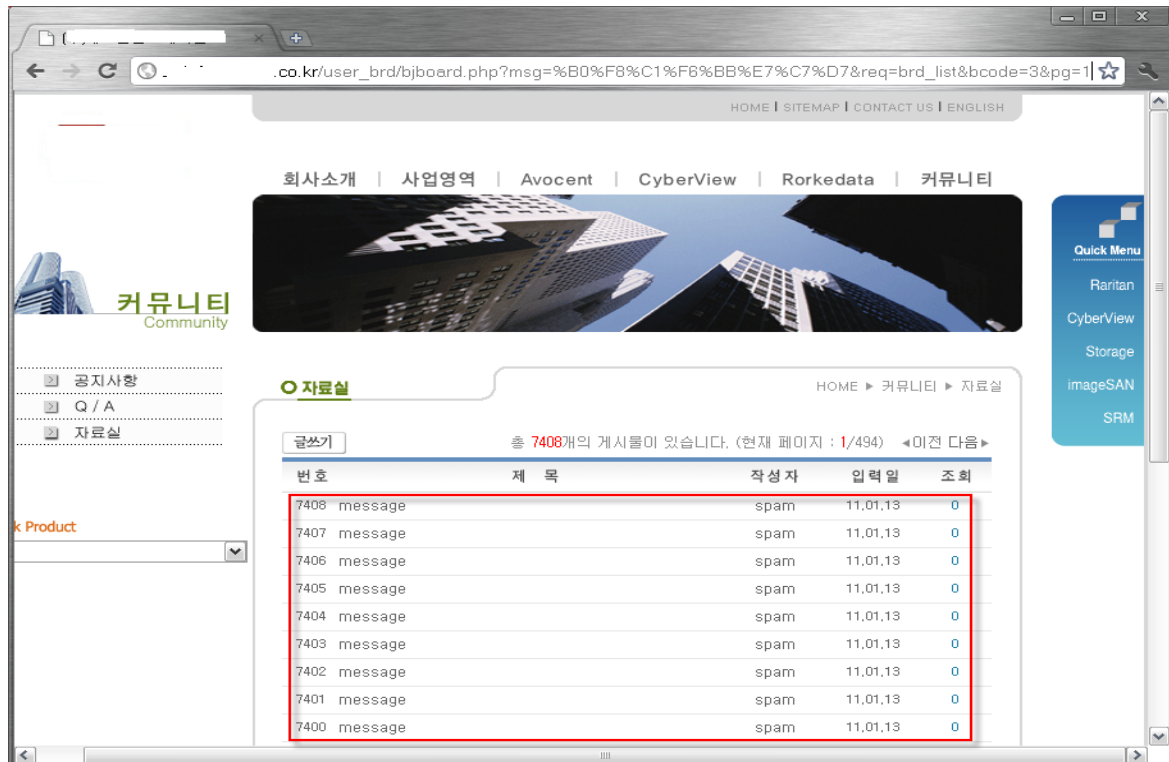 .co.kr/user_brd/bjboard.php?msg=%B0%F8%C1%F6%BB%E7%C7%D7&req=brd_list&bcode=3&pg=1
HOME | SITEMAP | CONTACT US | ENGLISH
회사소개 | 사업영역 | Avocent | CyberView | Rorkedata | 커뮤니티
커뮤니티
Community
공지사항
Q / A
자료실
k Product
Quick Menu
Raritan
CyberView
Storage
imageSAN
SRM
자료실
HOME ▶ 커뮤니티 ▶ 자료실
글쓰기 총 7408개의 게시물이 있습니다. (현재 페이지 : 1/494) ◀이전 다음▶
번호 제 목 작성자 입력일 조회
7408 message spam 11.01.13 0
7407 message spam 11.01.13 0
7406 message spam 11.01.13 0
7405 message spam 11.01.13 0
7404 message spam 11.01.13 0
7403 message spam 11.01.13 0
7402 message spam 11.01.13 0
7401 message spam 11.01.13 0
7400 message spam 11.01.13 0